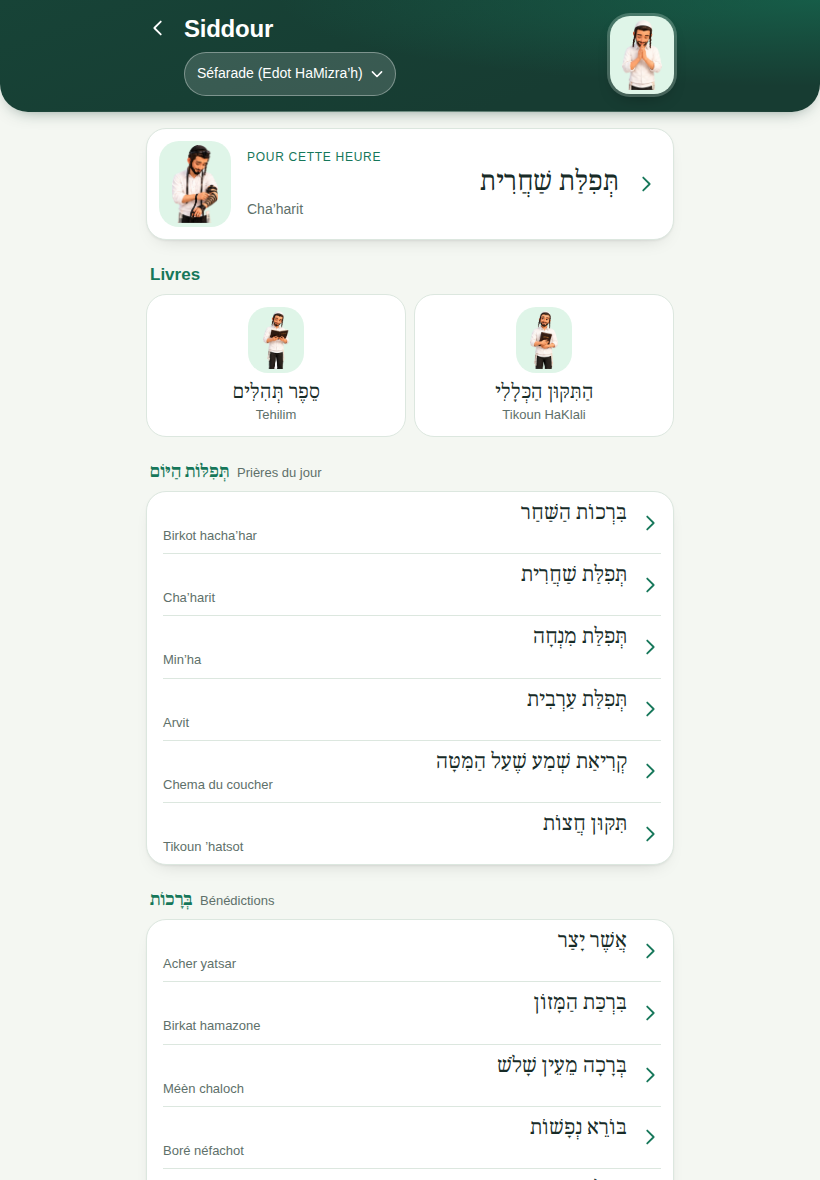 Siddour
Séfarade (Edot HaMizra’h)
POUR CETTE HEURE
תְּפִלַּת שַׁחֲרִית
Cha’harit
Livres
סֵפֶר תְּהִלִּים
Tehilim
הַתִּקּוּן הַכְּלָלִי
Tikoun HaKlali
תְּפִלּוֹת הַיּוֹם Prières du jour
בִּרְכוֹת הַשַּׁחַר
Birkot hacha’har
תְּפִלַּת שַׁחֲרִית
Cha’harit
תְּפִלַּת מִנְחָה
Min’ha
תְּפִלַּת עַרְבִית
Arvit
קְרִיאַת שְׁמַע שֶׁעַל הַמִּטָּה
Chema du coucher
תִּקּוּן חֲצוֹת
Tikoun ’hatsot
בְּרָכוֹת Bénédictions
אֲשֶׁר יָצַר
Acher yatsar
בִּרְכַּת הַמָּזוֹן
Birkat hamazone
בְּרָכָה מֵעֵין שָׁלֹשׁ
Méèn chaloch
בּוֹרֵא נְפָשׁוֹת
Boré néfachot